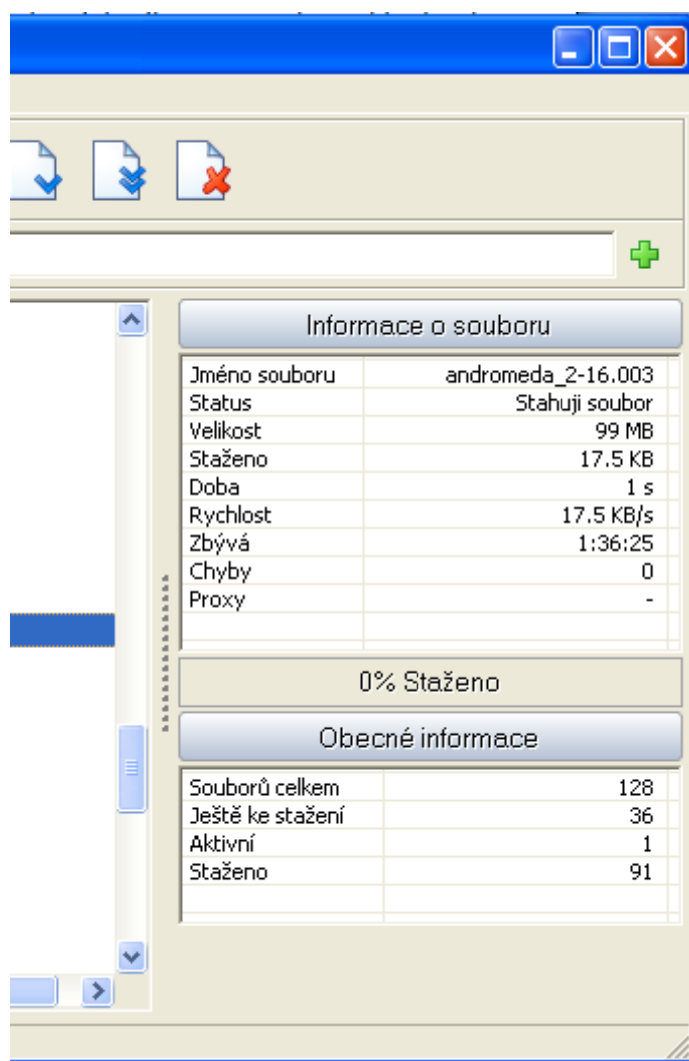 Informace o souboru
Jméno souboru andromeda_2-16.003
Status Stahuji soubor
Velikost 99 MB
Staženo 17.5 KB
Doba 1 s
Rychlost 17.5 KB/s
Zbývá 1:36:25
Chyby 0
Proxy -
0% Staženo
Obecné informace
Souborů celkem 128
Ještě ke stažení 36
Aktivní 1
Staženo 91